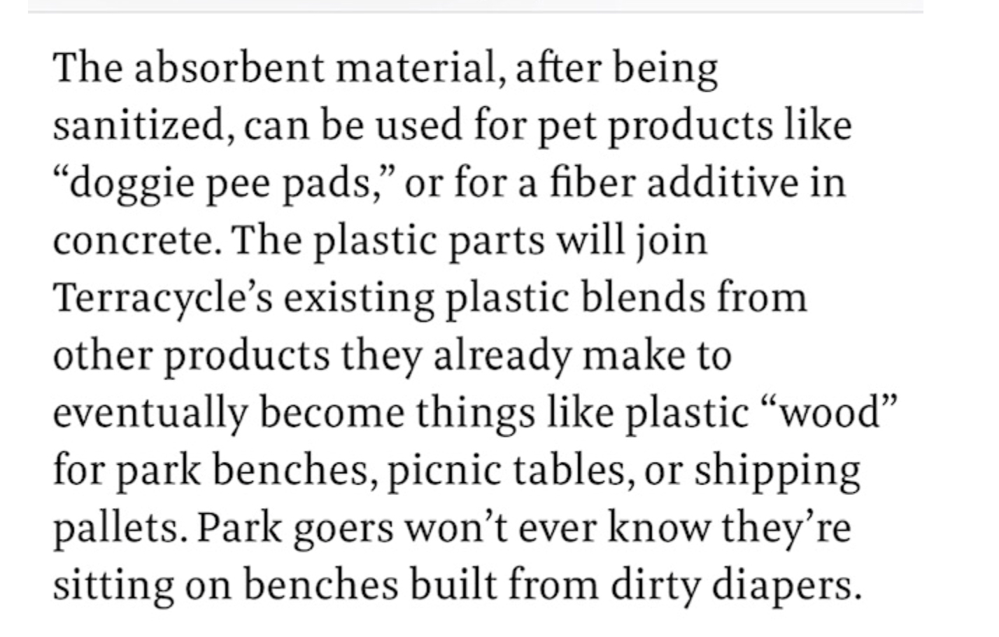 The absorbent material, after being
sanitized, can be used for pet products like
“doggie pee pads,” or for a fiber additive in
concrete. The plastic parts will join
Terracycle’s existing plastic blends from
other products they already make to
eventually become things like plastic “wood”
for park benches, picnic tables, or shipping
pallets. Park goers won’t ever know they’re
sitting on benches built from dirty diapers.